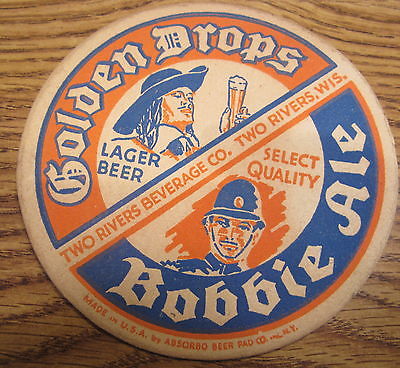 Golden Drops
LAGER
BEER
TWO RIVERS BEVERAGE CO. TWO RIVERS, WIS.
SELECT
QUALITY
Bobbie Ale
MADE IN U.S.A. by ABSORBO BEER PAD CO. INC. N.Y.